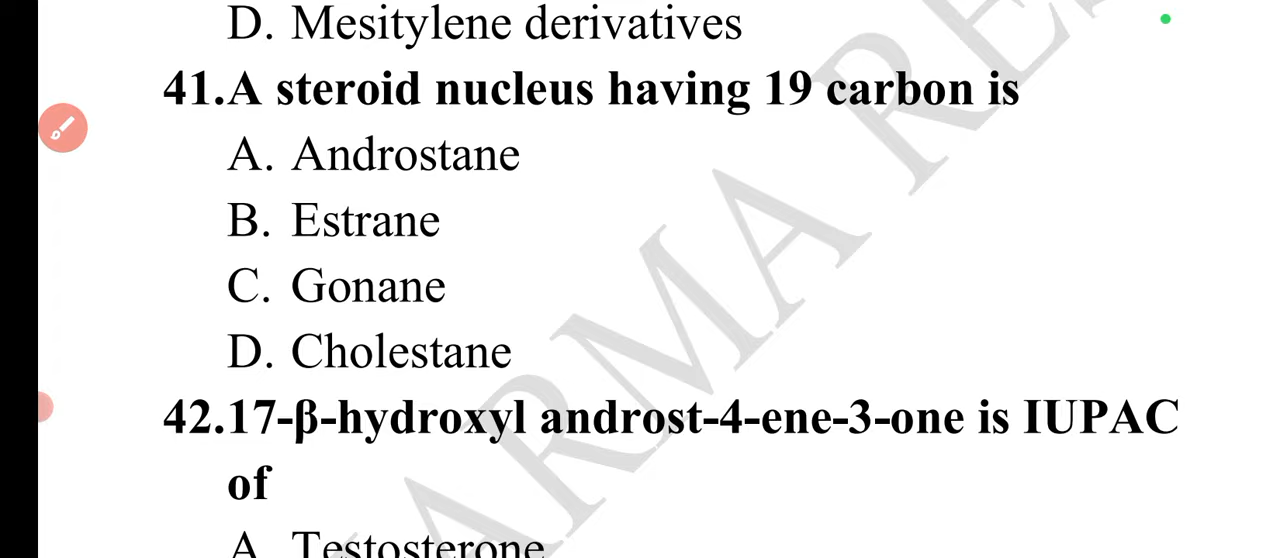 D. Mesitylene derivatives
41.A steroid nucleus having 19 carbon is
A. Androstane
B. Estrane
C. Gonane
D. Cholestane
42.17-β-hydroxyl androst-4-ene-3-one is IUPAC
of
A. Testosterone